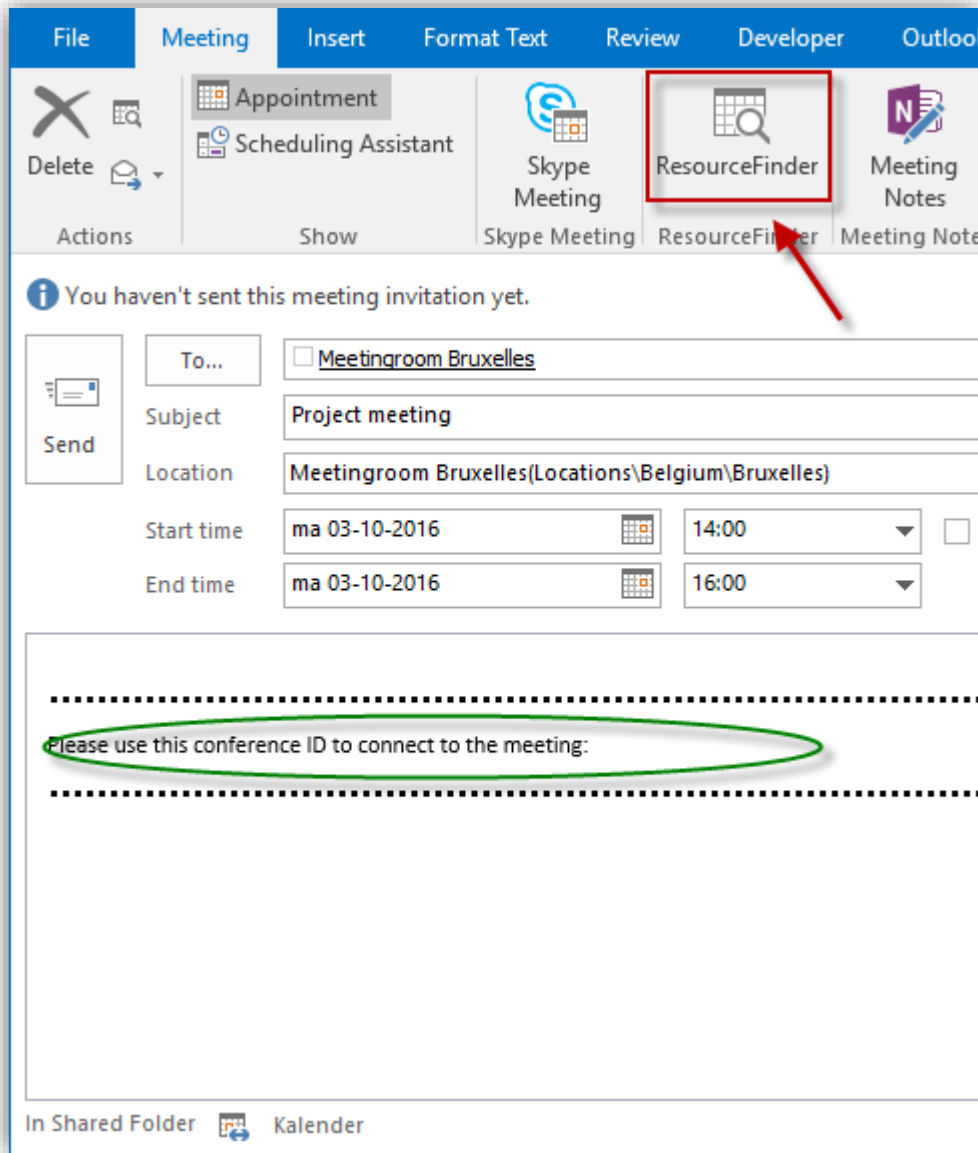 File Meeting Insert Format Text Review Developer Outloo
Appointment
Scheduling Assistant
Delete
Skype
Meeting
ResourceFinder
Meeting
Notes
Actions Show Skype Meeting ResourceFinder Meeting Note
You haven't sent this meeting invitation yet.
To... Meetingroom Bruxelles
Send
Subject Project meeting
Location Meetingroom Bruxelles(Locations\Belgium\Bruxelles)
Start time ma 03-10-2016 14:00
End time ma 03-10-2016 16:00
Please use this conference ID to connect to the meeting:
In Shared Folder Kalender